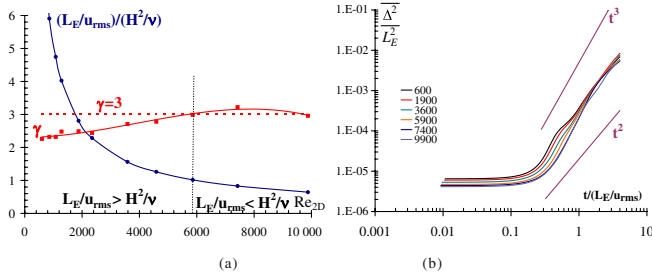 6
5
4
3
2
1
0
(L_E/u_rms)/(H²/ν)
γ=3
γ
L_E/u_rms> H²/ν
L_E/u_rms< H²/ν
Re_2D
0
2000
4000
6000
8000
10 000
a)
(a)
1.E-01
1.E-02
1.E-03
1.E-04
1.E-05
1.E-06
Δ²
L_E²
600
1900
3600
5900
7400
9900
t³
t²
t/(L_E/u_rms)
0.001
0.01
0.1
1
10
b)
(b)